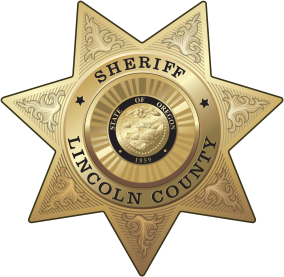 SHERIFF
STATE OF OREGON
1859
LINCOLN COUNTY